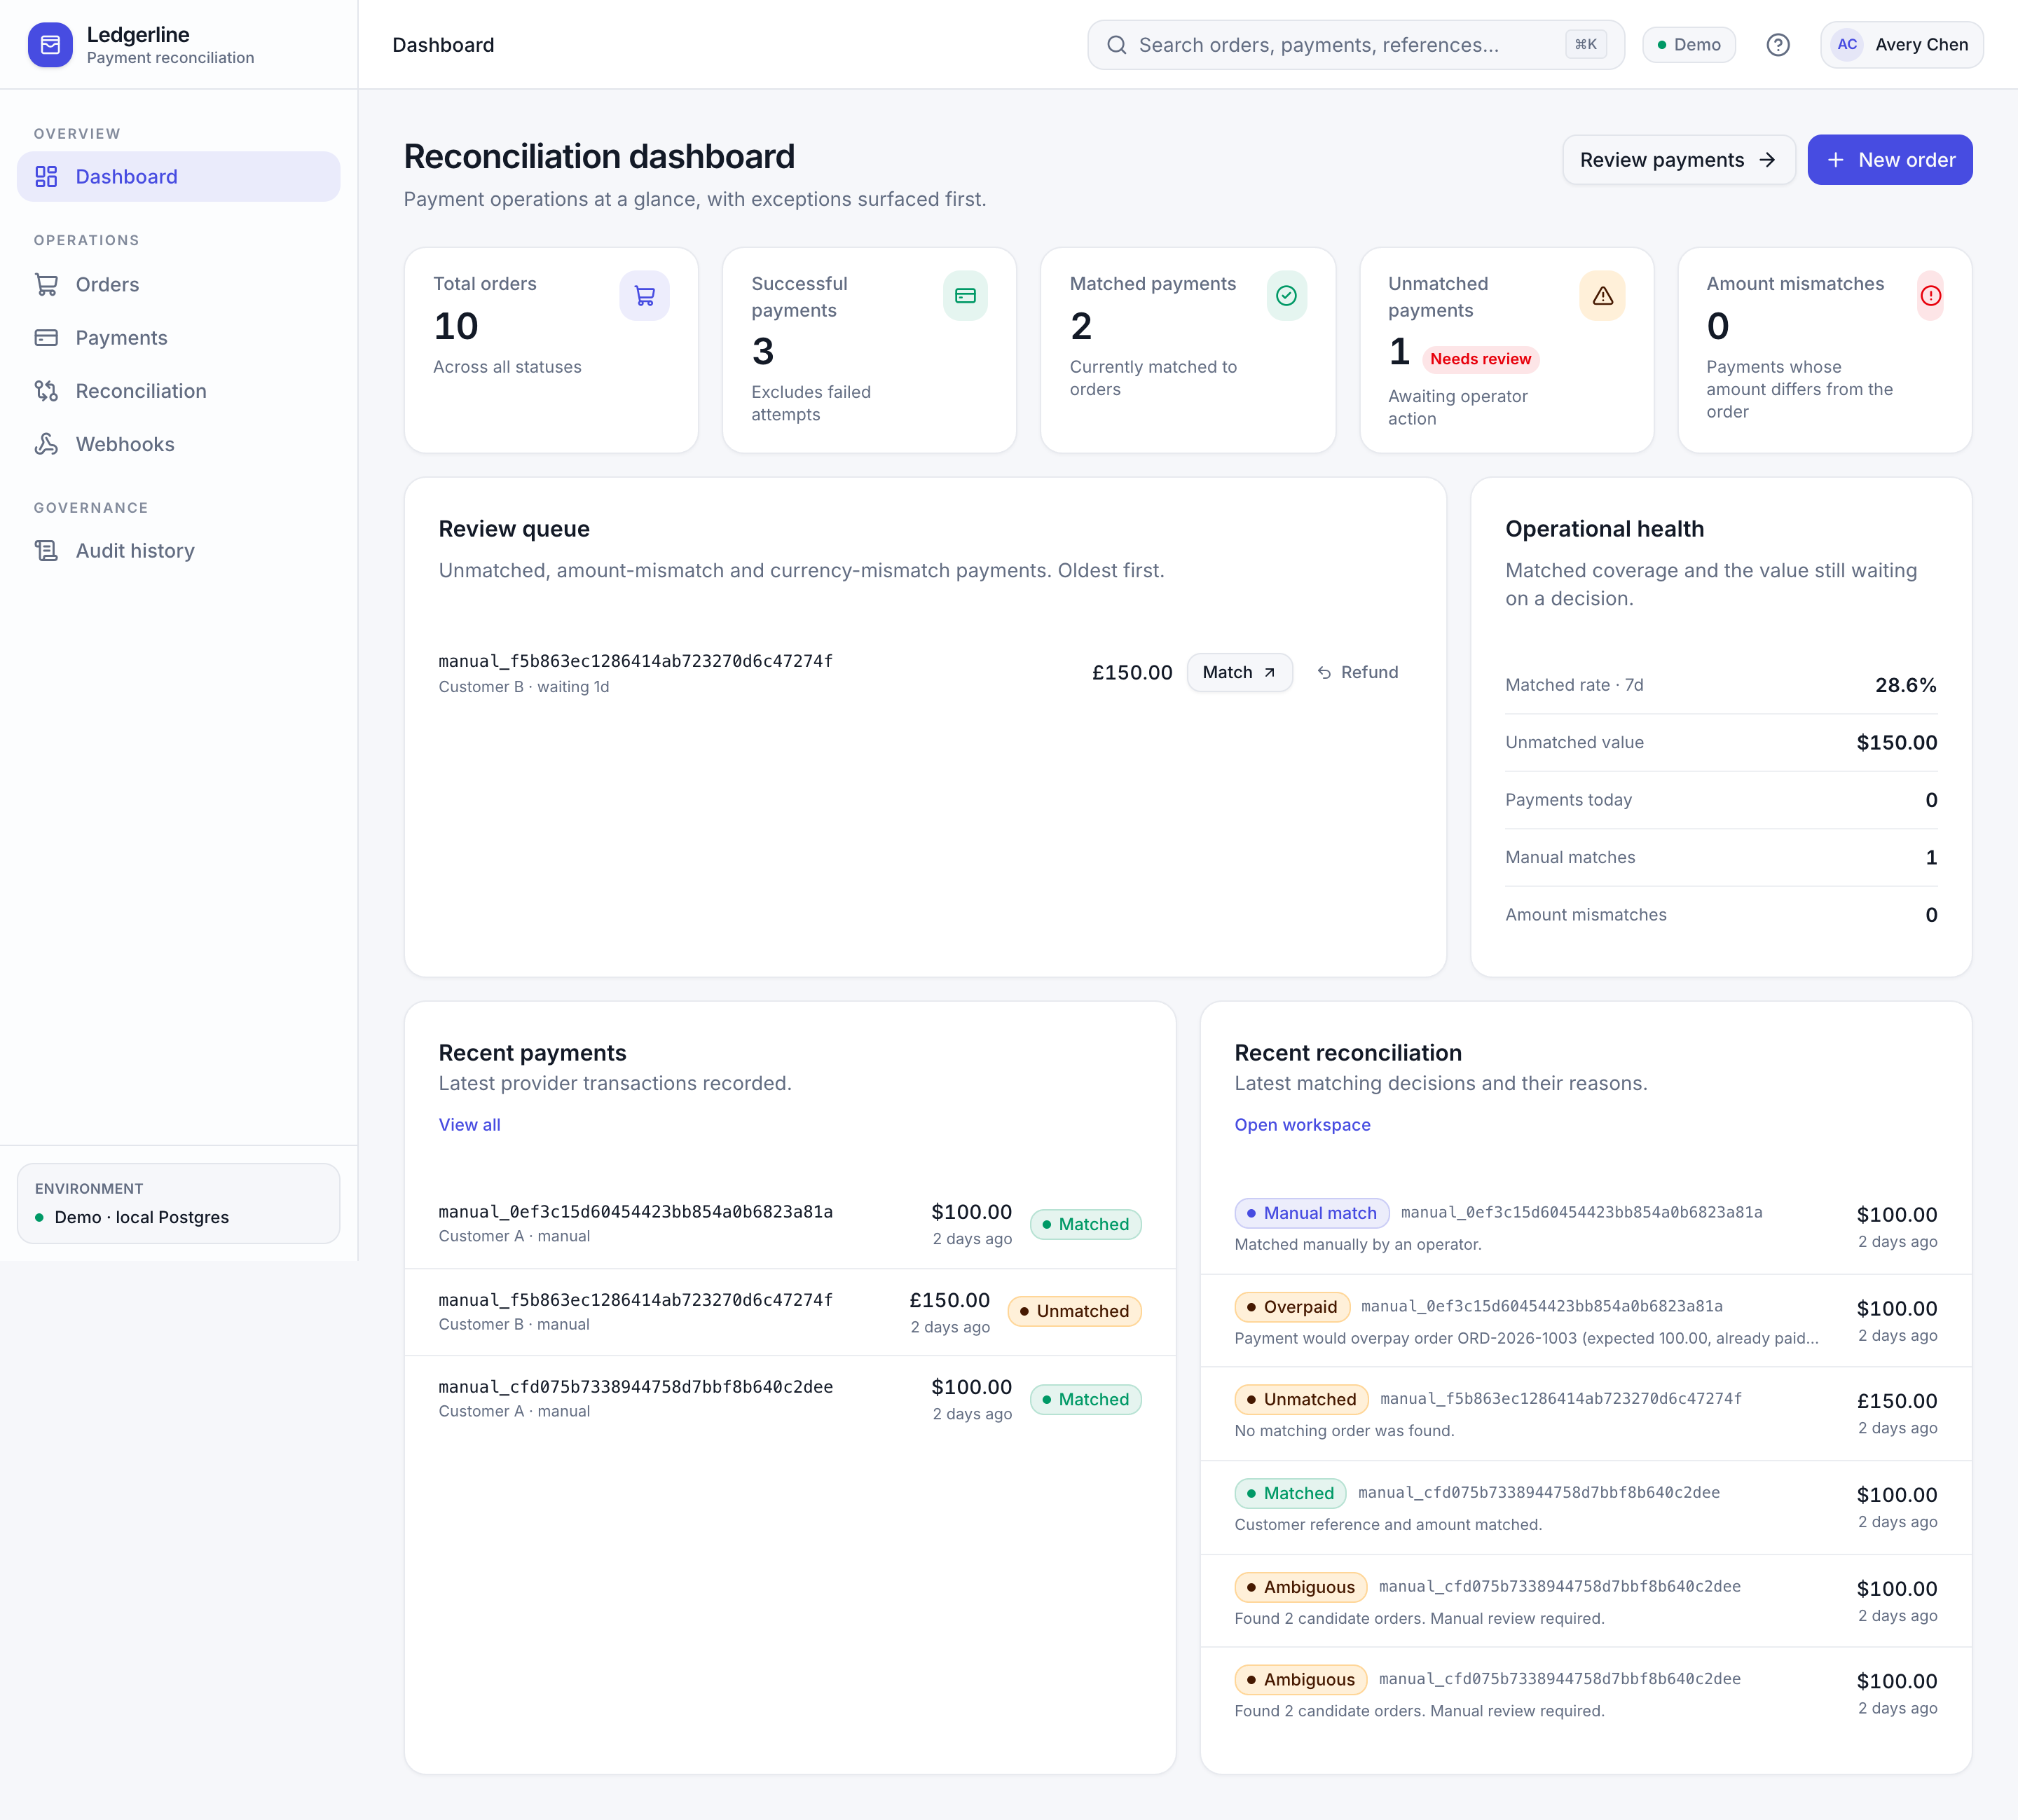 Ledgerline
Payment reconciliation
Dashboard
Search orders, payments, references...
⌘K
Demo
AC
Avery Chen
OVERVIEW
Dashboard
OPERATIONS
Orders
Payments
Reconciliation
Webhooks
GOVERNANCE
Audit history
ENVIRONMENT
Demo · local Postgres
Reconciliation dashboard
Payment operations at a glance, with exceptions surfaced first.
Review payments
New order
Total orders
10
Across all statuses
Successful
payments
3
Excludes failed
attempts
Matched payments
2
Currently matched to
orders
Unmatched
payments
1 Needs review
Awaiting operator
action
Amount mismatches
0
Payments whose
amount differs from the
order
Review queue
Unmatched, amount-mismatch and currency-mismatch payments. Oldest first.
manual_f5b863ec1286414ab723270d6c47274f
Customer B · waiting 1d
£150.00
Match
Refund
Operational health
Matched coverage and the value still waiting
on a decision.
Matched rate · 7d 28.6%
Unmatched value $150.00
Payments today 0
Manual matches 1
Amount mismatches 0
Recent payments
Latest provider transactions recorded.
View all
manual_0ef3c15d60454423bb854a0b6823a81a
Customer A · manual
$100.00
2 days ago
Matched
manual_f5b863ec1286414ab723270d6c47274f
Customer B · manual
£150.00
2 days ago
Unmatched
manual_cfd075b7338944758d7bbf8b640c2dee
Customer A · manual
$100.00
2 days ago
Matched
Recent reconciliation
Latest matching decisions and their reasons.
Open workspace
Manual match manual_0ef3c15d60454423bb854a0b6823a81a
Matched manually by an operator.
$100.00
2 days ago
Overpaid manual_0ef3c15d60454423bb854a0b6823a81a
Payment would overpay order ORD-2026-1003 (expected 100.00, already paid...
$100.00
2 days ago
Unmatched manual_f5b863ec1286414ab723270d6c47274f
No matching order was found.
£150.00
2 days ago
Matched manual_cfd075b7338944758d7bbf8b640c2dee
Customer reference and amount matched.
$100.00
2 days ago
Ambiguous manual_cfd075b7338944758d7bbf8b640c2dee
Found 2 candidate orders. Manual review required.
$100.00
2 days ago
Ambiguous manual_cfd075b7338944758d7bbf8b640c2dee
Found 2 candidate orders. Manual review required.
$100.00
2 days ago